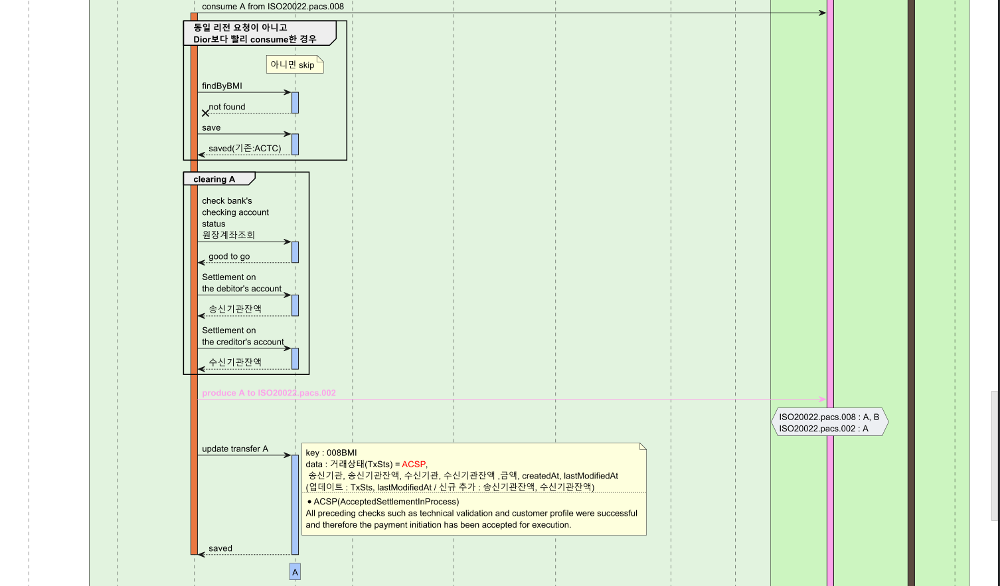 consume A from ISO20022.pacs.008
동일 리전 요청이 아니고
Dior보다 빨리 consume한 경우
아니면 skip
findByBMI
not found
save
saved(기존:ACTC)
clearing A
check bank's
checking account
status
원장계좌조회
good to go
Settlement on
the debitor's account
송신기관잔액
Settlement on
the creditor's account
수신기관잔액
produce A to ISO20022.pacs.002
ISO20022.pacs.008 : A, B
ISO20022.pacs.002 : A
update transfer A
key : 008BMI
data : 거래상태(TxSts) = ACSP,
송신기관, 송신기관잔액, 수신기관, 수신기관잔액 ,금액, createdAt, lastModifiedAt
(업데이트 : TxSts, lastModifiedAt / 신규 추가 : 송신기관잔액, 수신기관잔액)
• ACSP(AcceptedSettlementInProcess)
All preceding checks such as technical validation and customer profile were successful
and therefore the payment initiation has been accepted for execution.
saved
A